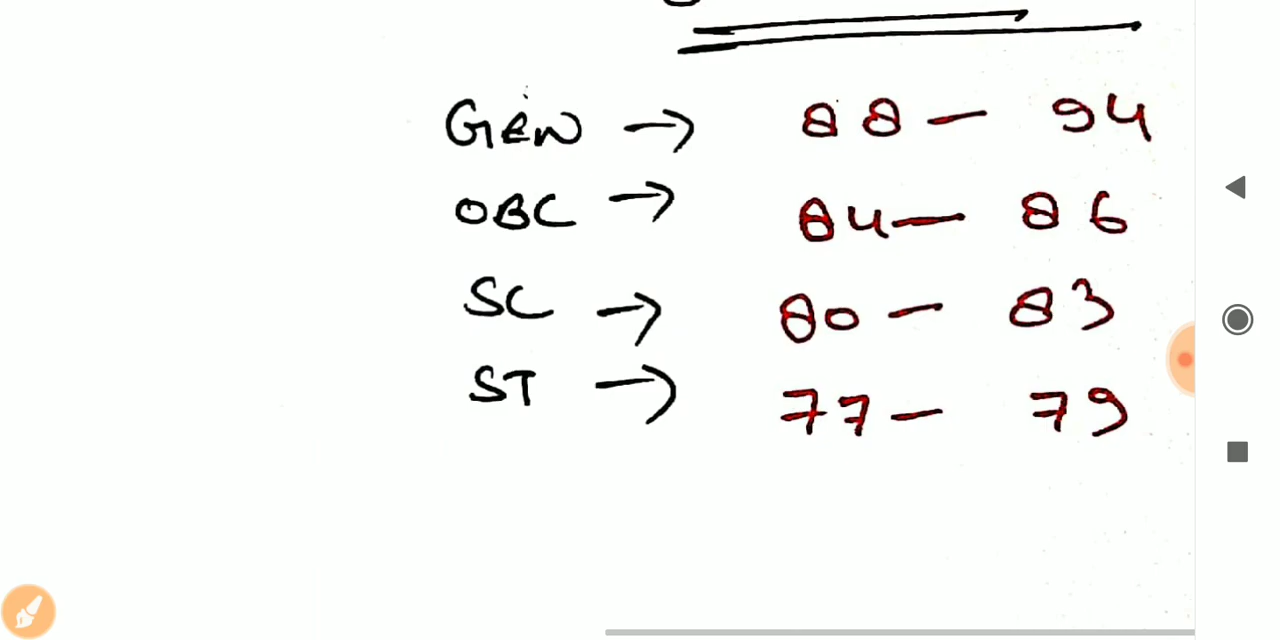 GEN → 88 - 94
OBC → 84 - 86
SC → 80 - 83
ST → 77 - 79